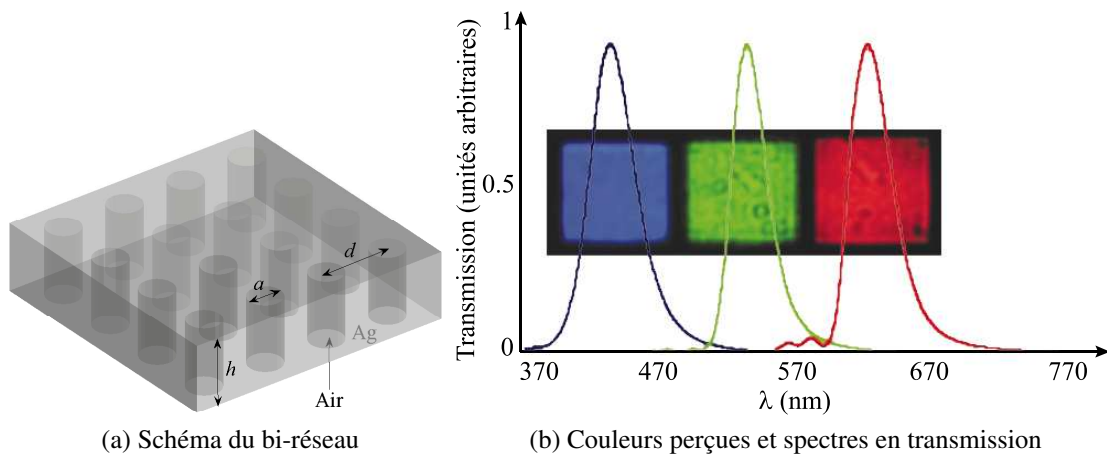 a
d
h
Ag
Air
(a) Schéma du bi-réseau
Transmission (unités arbitraires)
1
0.5
0
370 470 570 670 770
λ (nm)
(b) Couleurs perçues et spectres en transmission